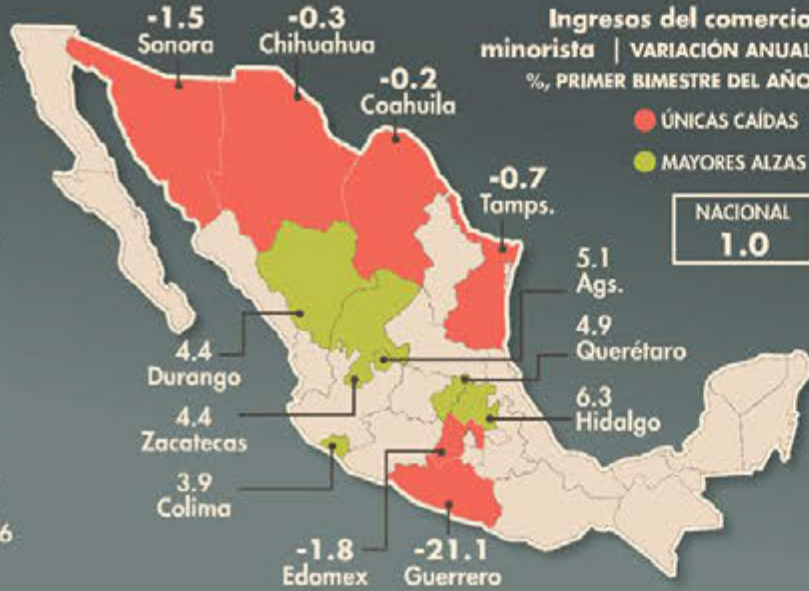 Ingresos del comercio
minorista | VARIACIÓN ANUAL
%, PRIMER BIMESTRE DEL AÑO
ÚNICAS CAÍDAS
MAYORES ALZAS
NACIONAL
1.0
-1.5
Sonora
-0.3
Chihuahua
-0.2
Coahuila
-0.7
Tamps.
5.1
Ags.
4.9
Querétaro
6.3
Hidalgo
4.4
Durango
4.4
Zacatecas
3.9
Colima
-1.8
Edomex
-21.1
Guerrero
6